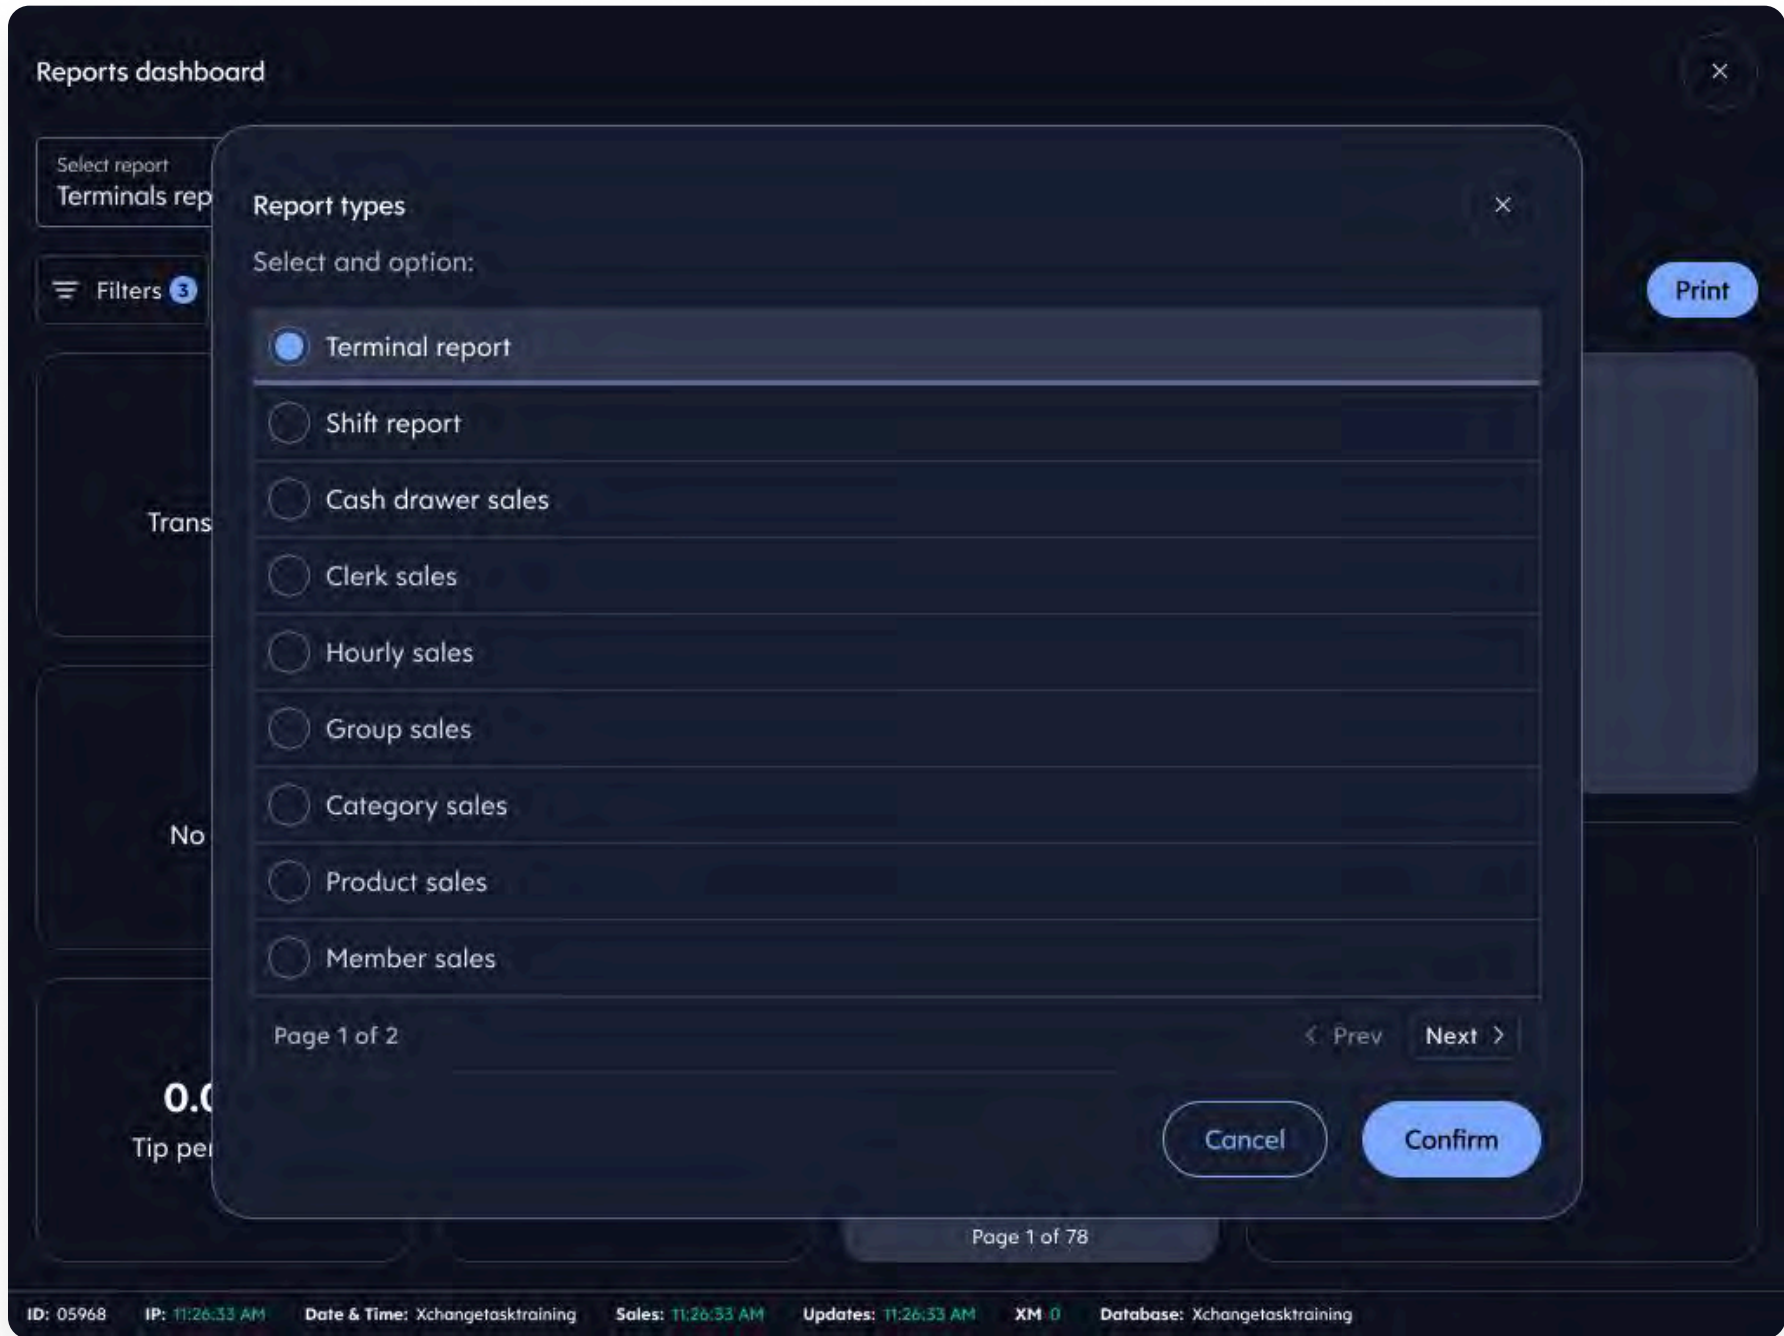 Reports dashboard
Select report
Terminals rep
Filters 3
Print
Report types
Select and option:
Terminal report
Shift report
Cash drawer sales
Clerk sales
Hourly sales
Group sales
Category sales
Product sales
Member sales
Page 1 of 2
Prev
Next
Cancel
Confirm
Trans
No
0.0
Tip per
Page 1 of 78
ID: 05968 IP: 11:26:33 AM Date & Time: Xchangetasktraining Sales: 11:26:33 AM Updates: 11:26:33 AM XM 0 Database: Xchangetasktraining